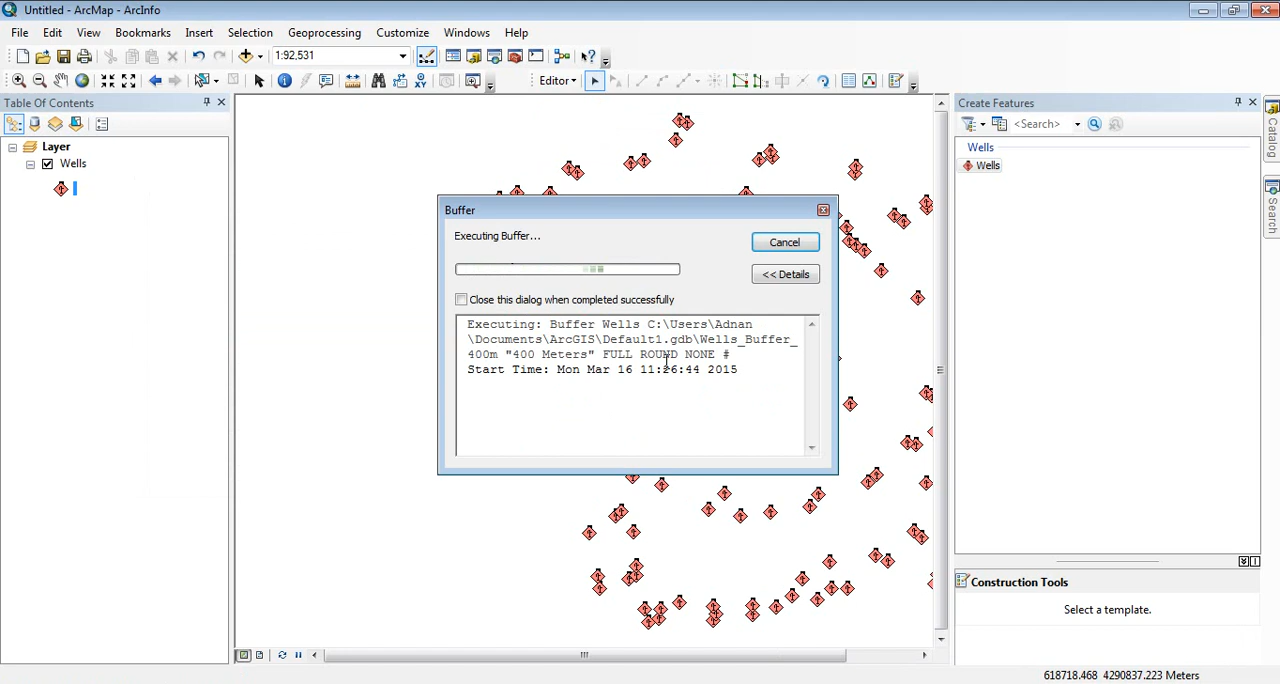 Untitled - ArcMap - ArcInfo
File Edit View Bookmarks Insert Selection Geoprocessing Customize Windows Help
1:92,531
Editor
Table Of Contents
Create Features
<Search>
Layer
Wells
Wells
Wells
Catalog
Search
Buffer
Executing Buffer...
Cancel
<< Details
Close this dialog when completed successfully
Executing: Buffer Wells C:\Users\Adnan
\Documents\ArcGIS\Default1.gdb\Wells_Buffer_
400m "400 Meters" FULL ROUND NONE #
Start Time: Mon Mar 16 11:26:44 2015
Construction Tools
Select a template.
618718.468 4290837.223 Meters